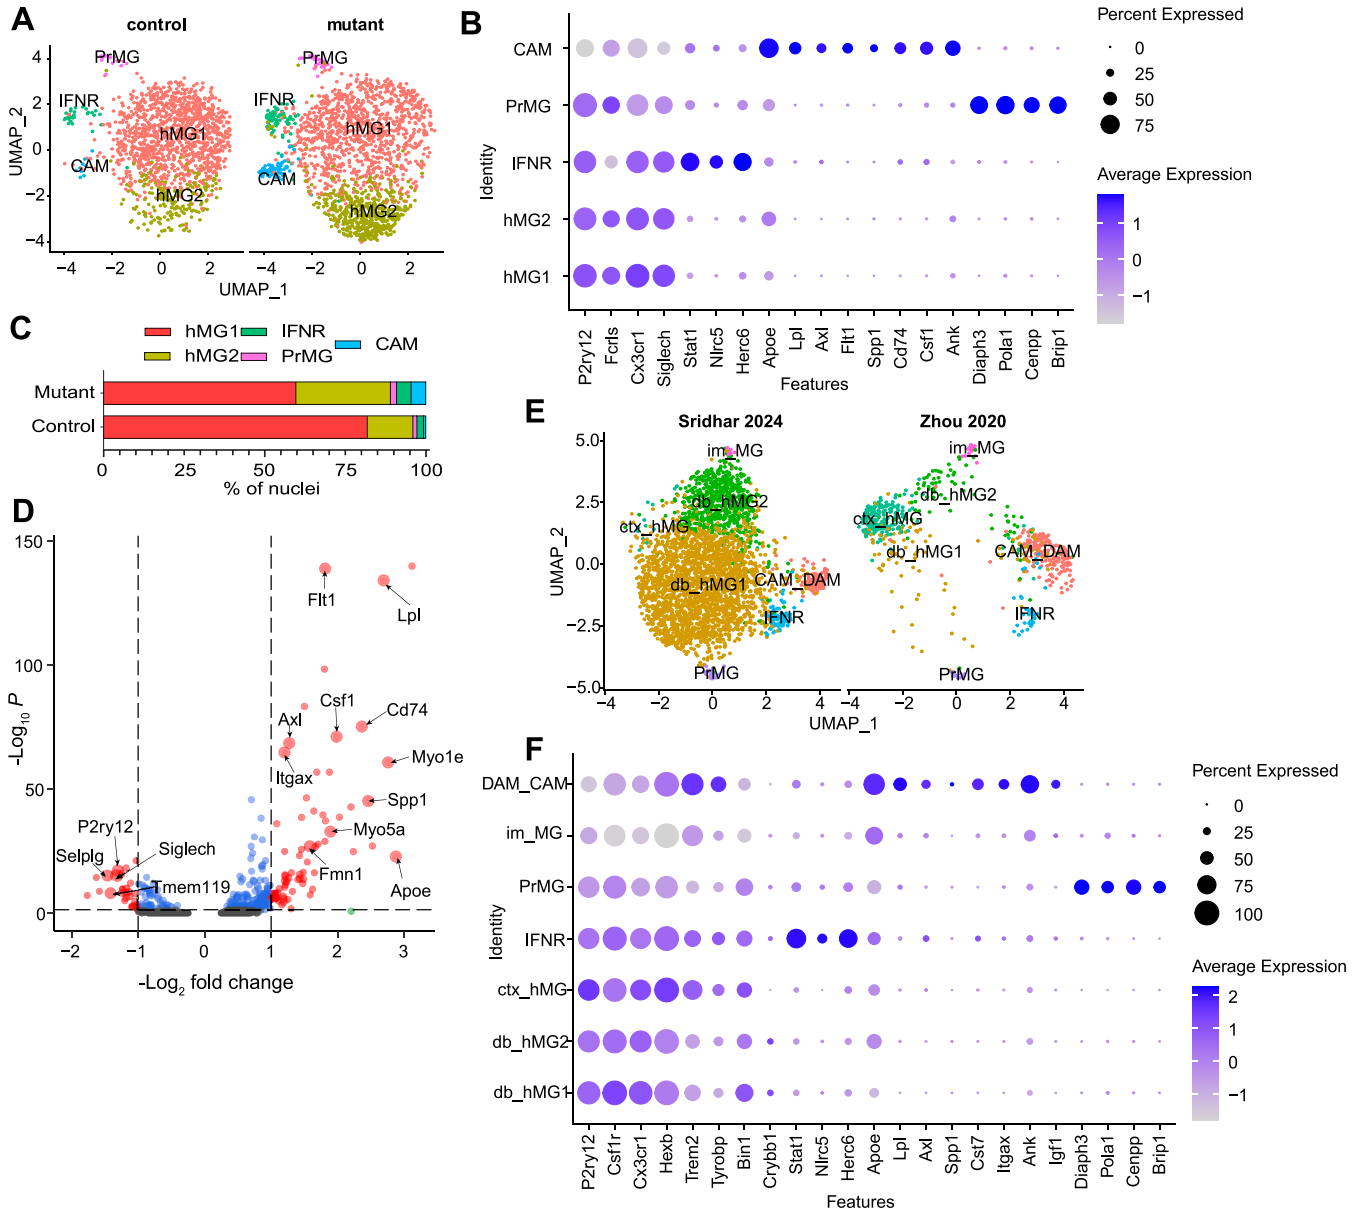 A
control
mutant
UMAP_2
4
2
0
−2
−4
PrMG
IFNR
CAM
hMG1
hMG2
PrMG
IFNR
CAM
hMG1
hMG2
−4
−2
0
2
−4
−2
0
2
UMAP_1
B
Identity
CAM
PrMG
IFNR
hMG2
hMG1
P2ry12
Fcrls
Cx3cr1
Siglech
Stat1
Nlrc5
Herc6
Apoe
Lpl
Axl
Flt1
Spp1
Cd74
Csf1
Ank
Diaph3
Pola1
Cenpp
Brip1
Features
Percent Expressed
0
25
50
75
Average Expression
1
0
−1
C
hMG1
IFNR
CAM
hMG2
PrMG
Mutant
Control
0
25
50
75
100
% of nuclei
D
-Log10 P
150
100
50
0
Flt1
Lpl
Csf1
Cd74
Axl
Itgax
Myo1e
Spp1
Myo5a
Fmn1
Apoe
P2ry12
Siglech
Selplg
Tmem119
−2
−1
0
1
2
3
-Log2 fold change
E
Sridhar 2024
Zhou 2020
UMAP_2
5.0
2.5
0.0
−2.5
−5.0
im_MG
db_hMG2
ctx_hMG
db_hMG1
CAM_DAM
IFNR
PrMG
im_MG
db_hMG2
ctx_hMG
db_hMG1
CAM_DAM
IFNR
PrMG
−4
−2
0
2
4
−4
−2
0
2
4
UMAP_1
F
Identity
DAM_CAM
im_MG
PrMG
IFNR
ctx_hMG
db_hMG2
db_hMG1
P2ry12
Csf1r
Cx3cr1
Hexb
Trem2
Tyrobp
Bin1
Crybb1
Stat1
Nlrc5
Herc6
Apoe
Lpl
Axl
Spp1
Cst7
Itgax
Ank
Igf1
Diaph3
Pola1
Cenpp
Brip1
Features
Percent Expressed
0
25
50
75
100
Average Expression
2
1
0
−1